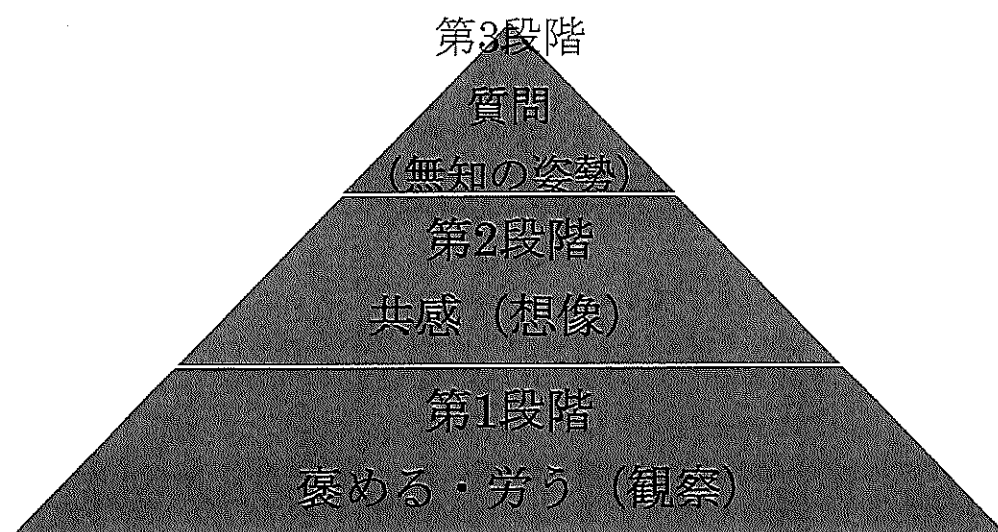 第3段階
質問
（無知の姿勢）
第2段階
共感（想像）
第1段階
褒める・労う（観察）